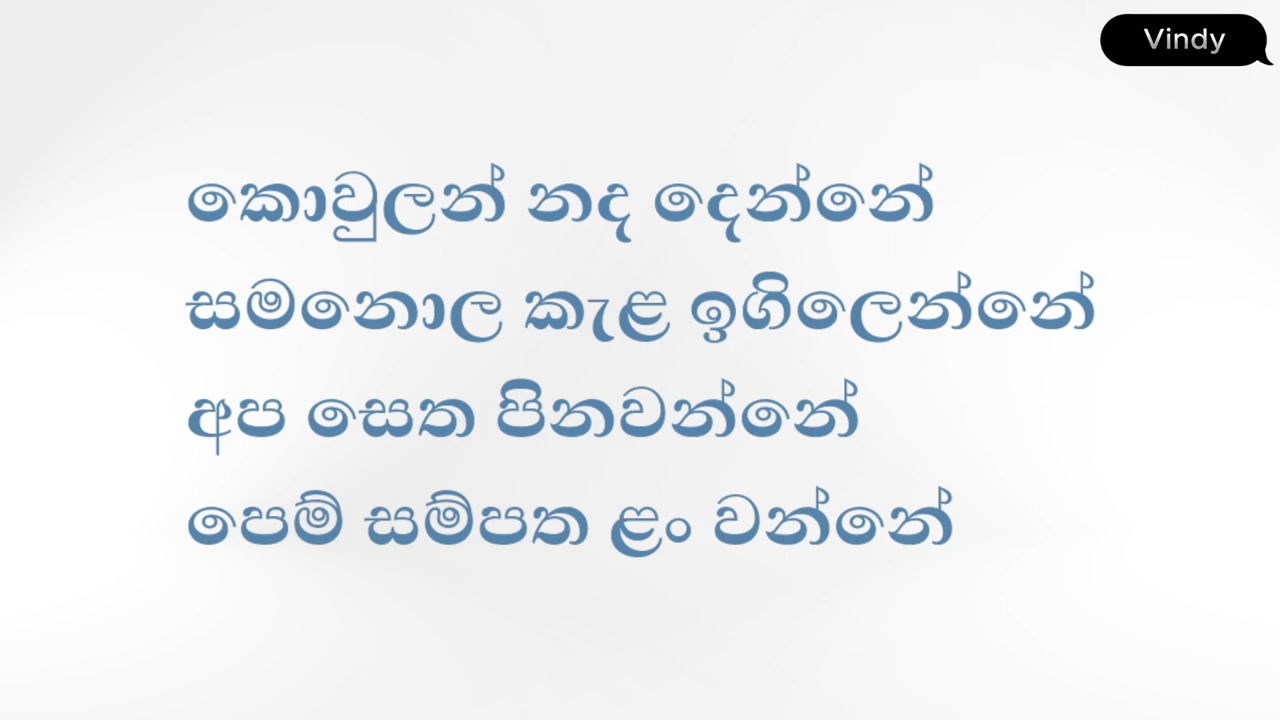 Vindy
කොවුලන් නද දෙන්නේ
සමනොල කැළ ඉගිලෙන්නේ
අප සෙත පිනවන්නේ
පෙම් සම්පත ළං වන්නේ